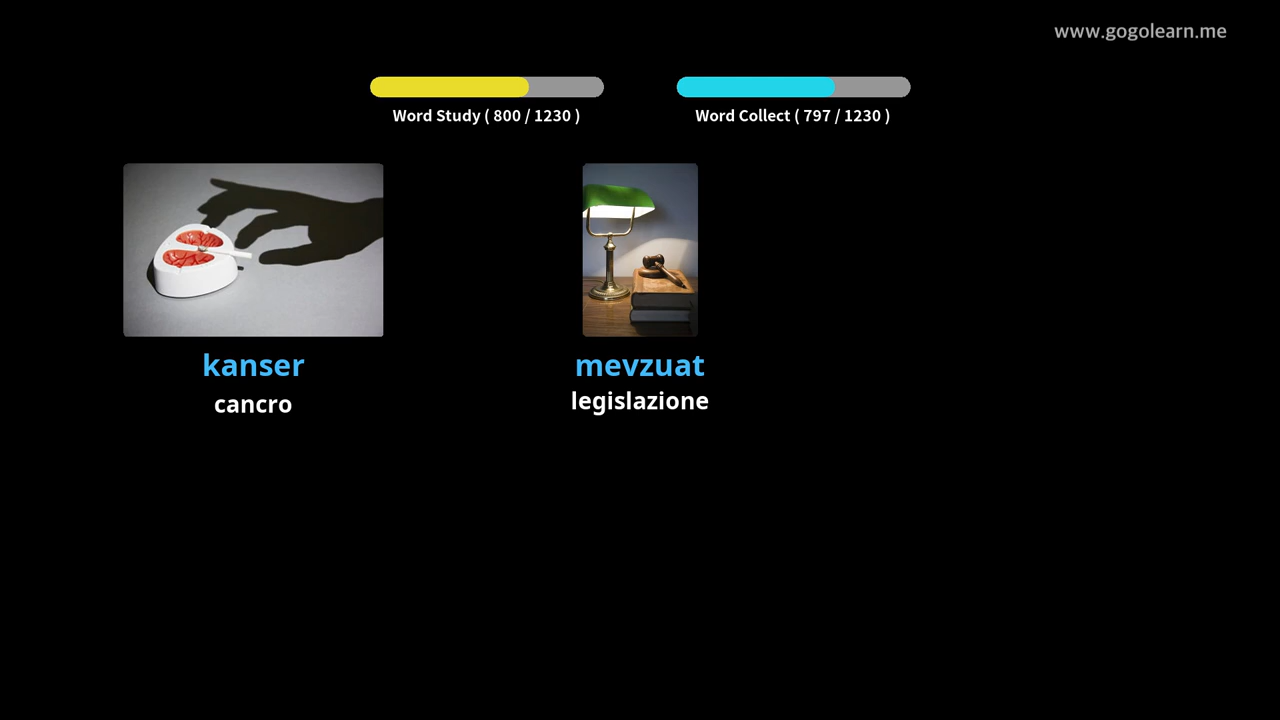 www.gogolearn.me
Word Study ( 800 / 1230 )
Word Collect ( 797 / 1230 )
kanser
cancro
mevzuat
legislazione